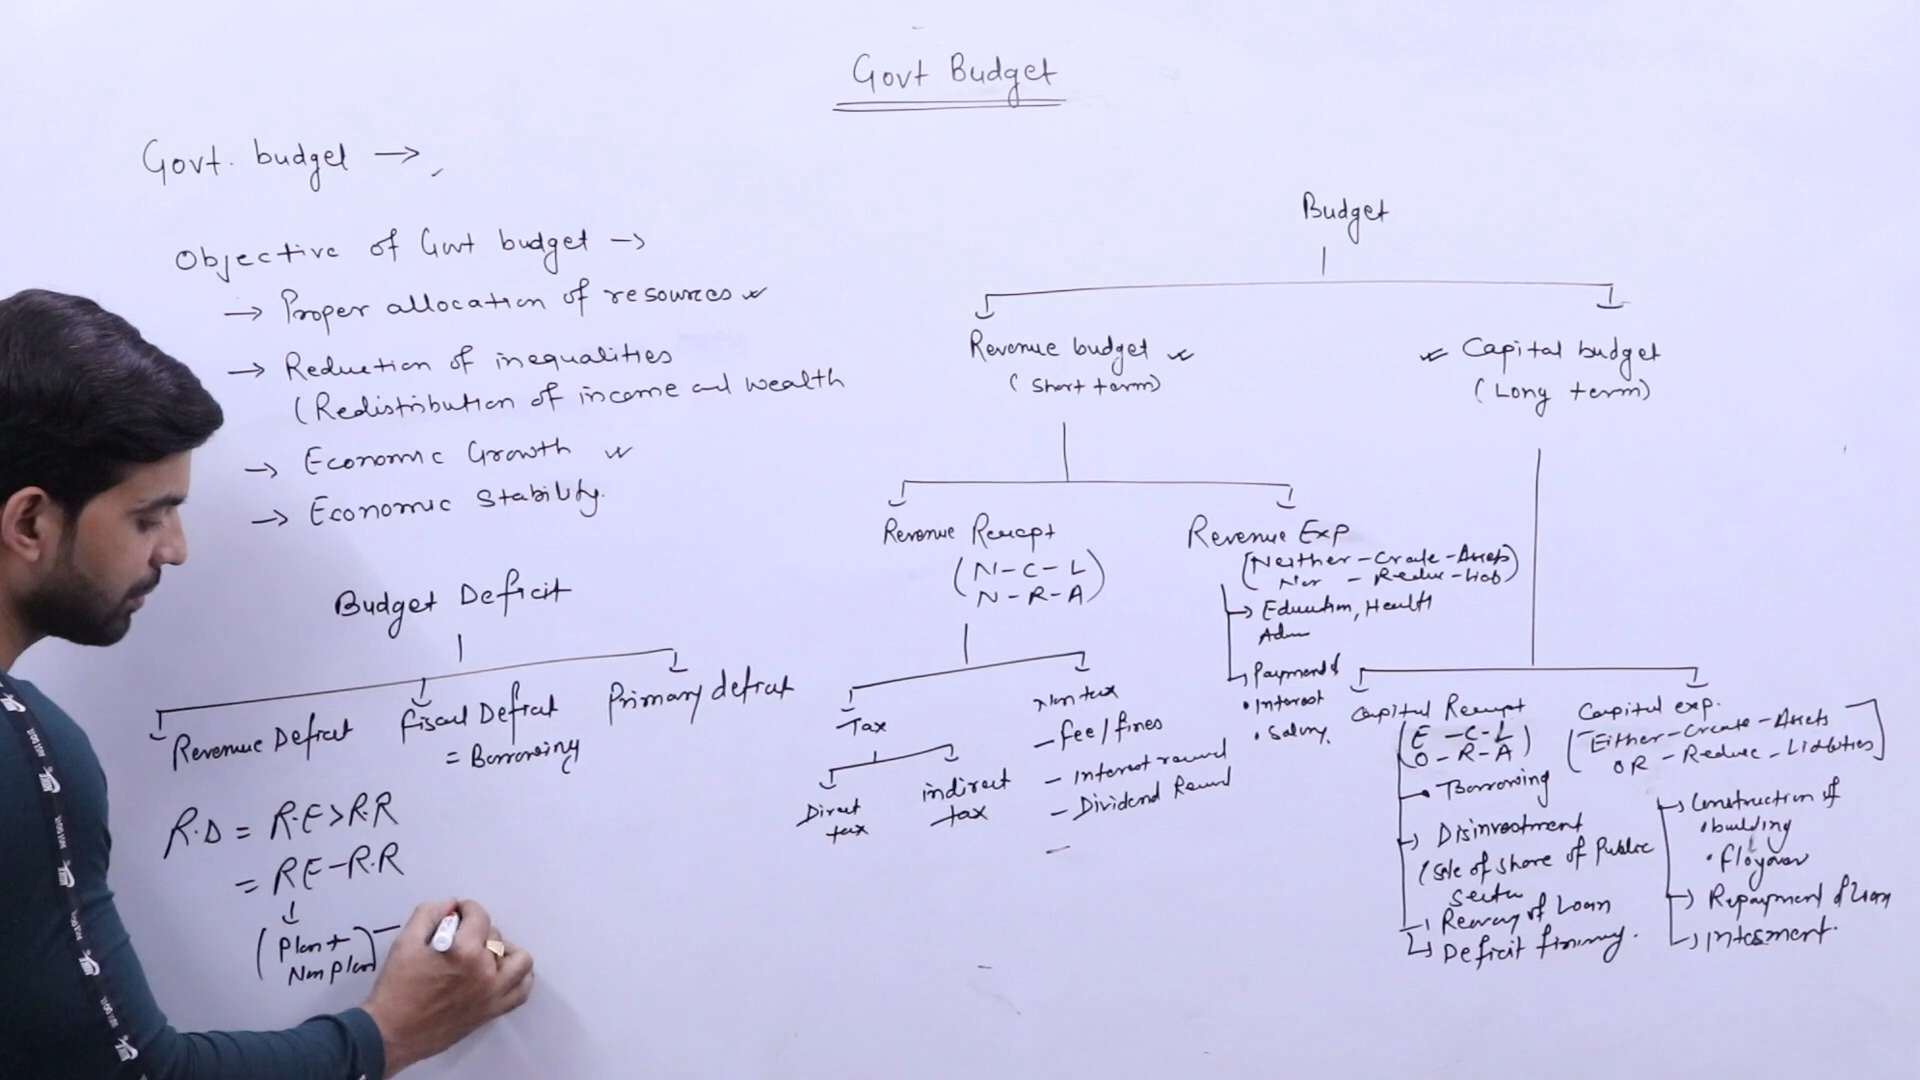 Govt Budget
Govt. budget →
Objective of Govt budget →
→ Proper allocation of resources
→ Reduction of inequalities
(Redistribution of income and wealth
→ Economic Growth
→ Economic Stability.
Budget Deficit
Revenue Deficit
Fiscal Deficit
= Borrowing
Primary deficit
R.D = R.E > R.R
= RE - R.R
↓
(Plan +
Non plan) -
Budget
Revenue budget
(Short term)
Capital budget
(Long term)
Revenue Receipt
(N-C-L
N-R-A)
Tax
Direct
tax
indirect
tax
Non tax
- fee/fines
- Interest received
- Dividend Received
-
Revenue Exp
(Neither - Create - Assets
Nor - Reduce - Liab)
→ Education, Health
Adm
→ Payment of
• Interest
• Salary,
Capital Receipt
(E - C - L
O - R - A)
• Borrowing
→ Disinvestment
(Sale of share of Public
Sector
→ Recovery of Loan
→ Deficit financing.
Capital exp.
[Either - Create - Assets
OR - Reduce - Liabilities]
→ Construction of
• building
• Flyover
→ Repayment of Loan
→ Investment.